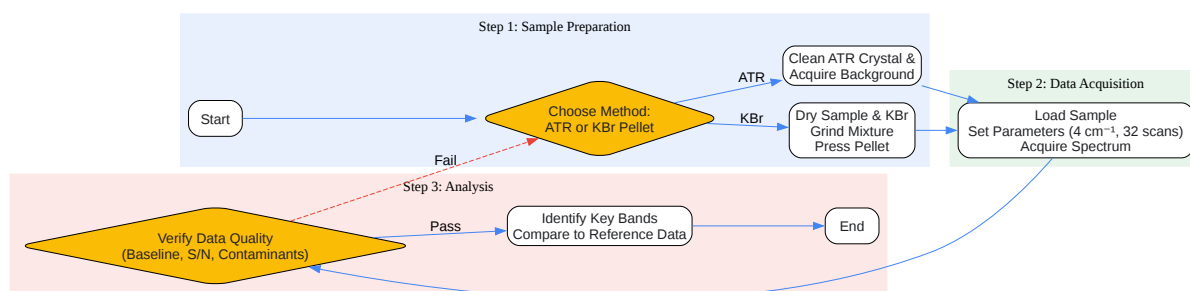 Step 1: Sample Preparation
Start
Choose Method:
ATR or KBr Pellet
ATR
Clean ATR Crystal &
Acquire Background
KBr
Dry Sample & KBr
Grind Mixture
Press Pellet
Step 2: Data Acquisition
Load Sample
Set Parameters (4 cm⁻¹, 32 scans)
Acquire Spectrum
Fail
Step 3: Analysis
Verify Data Quality
(Baseline, S/N, Contaminants)
Pass
Identify Key Bands
Compare to Reference Data
End